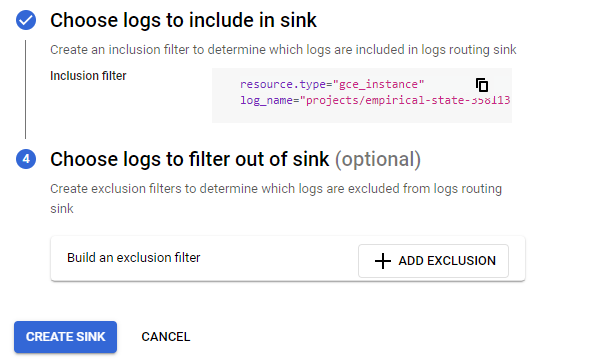 Choose logs to include in sink
Create an inclusion filter to determine which logs are included in logs routing sink
Inclusion filter
resource.type="gce_instance"
log_name="projects/empirical-state-358113
4
Choose logs to filter out of sink (optional)
Create exclusion filters to determine which logs are excluded from logs routing
sink
Build an exclusion filter
ADD EXCLUSION
CREATE SINK
CANCEL